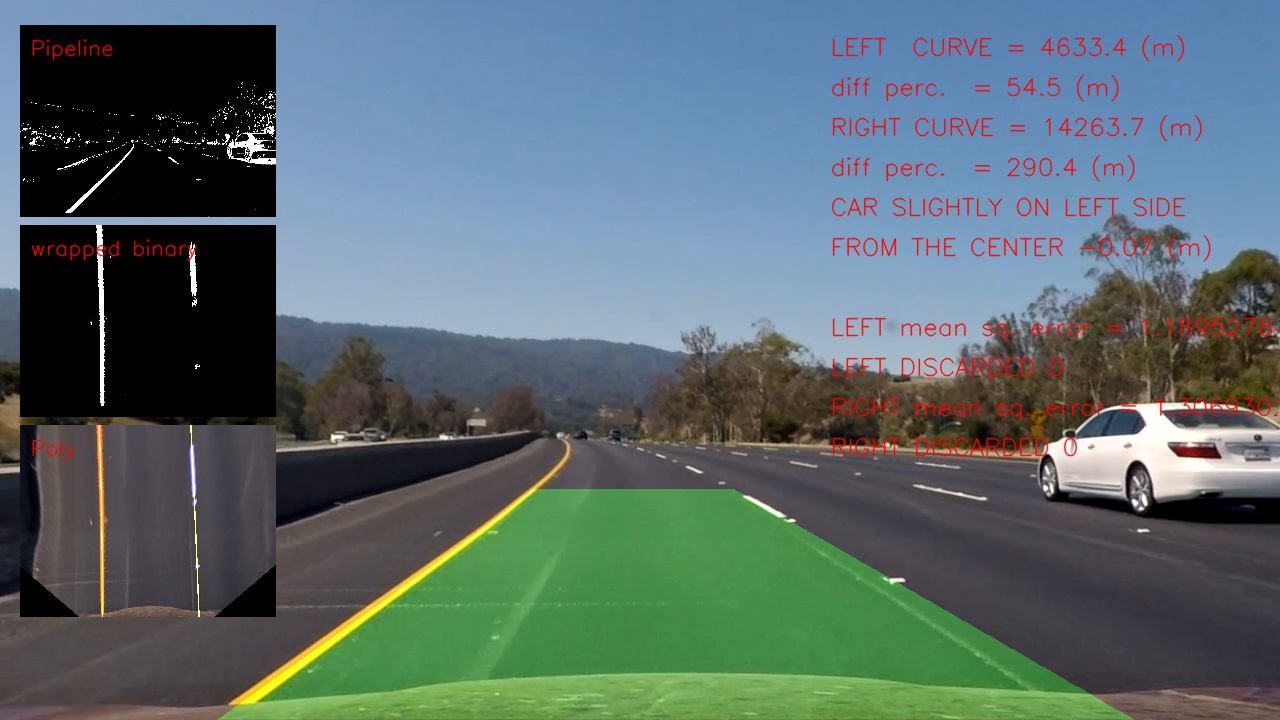 Pipeline
wrapped binary
Poly
LEFT CURVE = 4633.4 (m)
diff perc. = 54.5 (m)
RIGHT CURVE = 14263.7 (m)
diff perc. = 290.4 (m)
CAR SLIGHTLY ON LEFT SIDE
FROM THE CENTER -0.07 (m)
LEFT mean sq. error = 1.1895278
LEFT DISCARDED 0
RIGHT mean sq. error = 1.306930
RIGHT DISCARDED 0